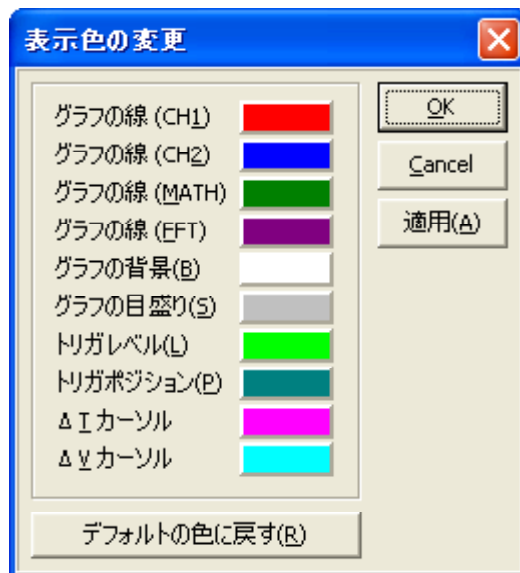 表示色の変更
グラフの線 (CH1)
グラフの線 (CH2)
グラフの線 (MATH)
グラフの線 (FFT)
グラフの背景(B)
グラフの目盛り(S)
トリガレベル(L)
トリガポジション(P)
ΔTカーソル
ΔVカーソル
デフォルトの色に戻す(R)
OK
Cancel
適用(A)